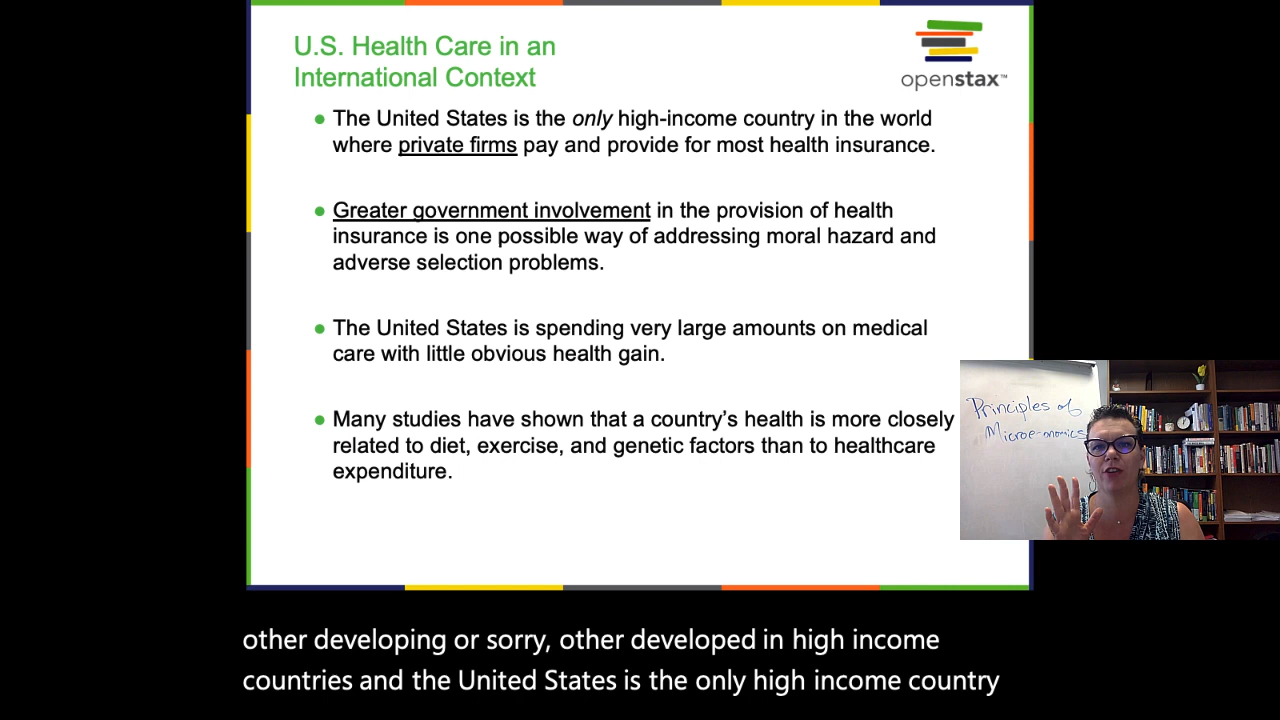 U.S. Health Care in an
International Context
openstax™
● The United States is the only high-income country in the world
where private firms pay and provide for most health insurance.
● Greater government involvement in the provision of health
insurance is one possible way of addressing moral hazard and
adverse selection problems.
● The United States is spending very large amounts on medical
care with little obvious health gain.
● Many studies have shown that a country’s health is more closely
related to diet, exercise, and genetic factors than to healthcare
expenditure.
Principles of
Microeconomics
other developing or sorry, other developed in high income
countries and the United States is the only high income country